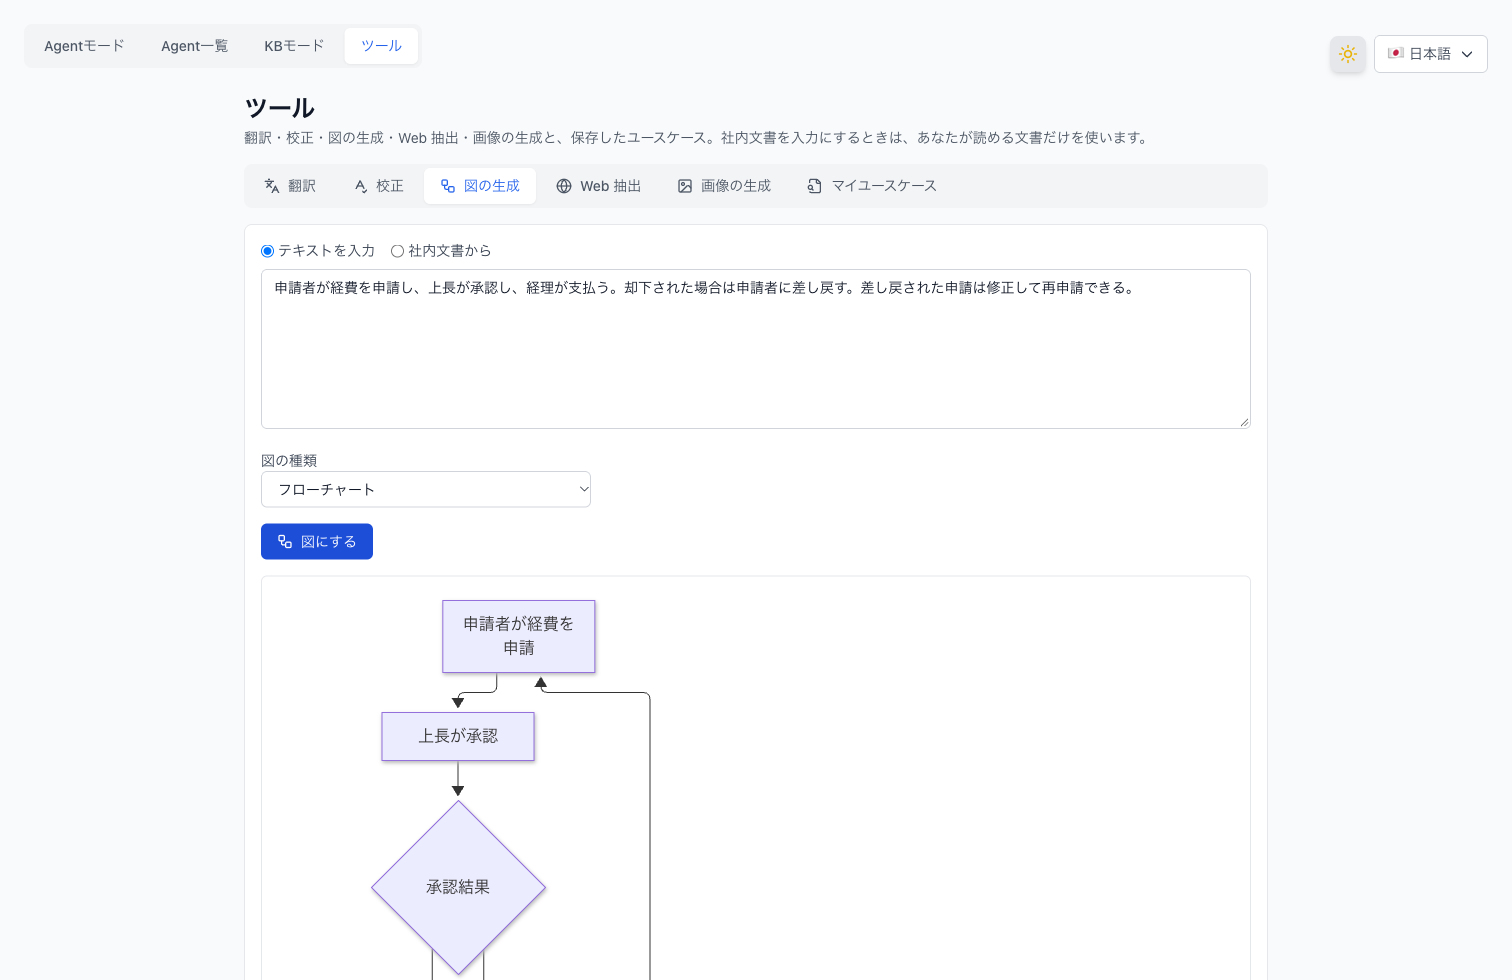 Agentモード
Agent一覧
KBモード
ツール
日本語
ツール
翻訳・校正・図の生成・Web 抽出・画像の生成と、保存したユースケース。社内文書を入力にするときは、あなたが読める文書だけを使います。
翻訳
校正
図の生成
Web 抽出
画像の生成
マイユースケース
テキストを入力
社内文書から
申請者が経費を申請し、上長が承認し、経理が支払う。却下された場合は申請者に差し戻す。差し戻された申請は修正して再申請できる。
図の種類
フローチャート
図にする
申請者が経費を
申請
上長が承認
承認結果